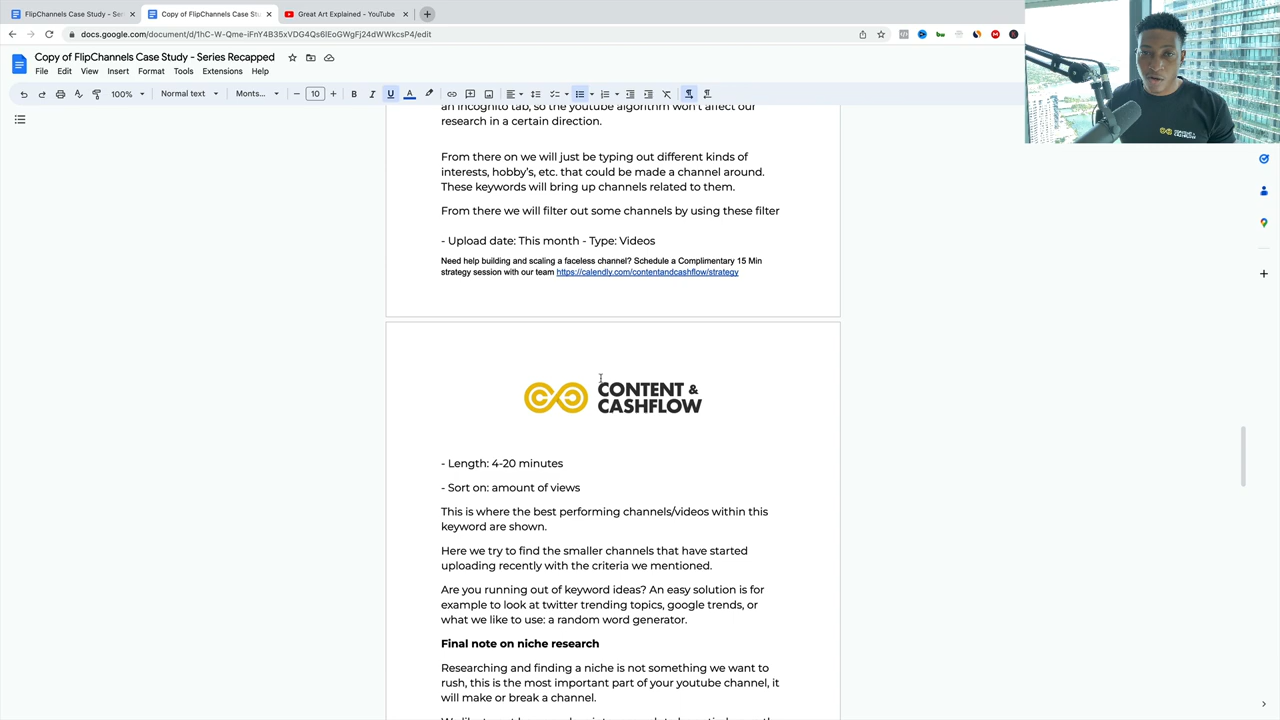 FlipChannels Case Study - Ser
Copy of FlipChannels Case Stud
Great Art Explained - YouTube
docs.google.com/document/d/1hC-W-Qme-iFnY4B35xVDG4Qs6lEoGWgFj24dWWkcsP4/edit
Copy of FlipChannels Case Study - Series Recapped
File Edit View Insert Format Tools Extensions Help
100% Normal text Monts... 10
an incognito tab, so the youtube algorithm won't affect our
research in a certain direction.
From there on we will just be typing out different kinds of
interests, hobby's, etc. that could be made a channel around.
These keywords will bring up channels related to them.
From there we will filter out some channels by using these filter
- Upload date: This month - Type: Videos
Need help building and scaling a faceless channel? Schedule a Complimentary 15 Min
strategy session with our team https://calendly.com/contentandcashflow/strategy
CONTENT &
CASHFLOW
- Length: 4-20 minutes
- Sort on: amount of views
This is where the best performing channels/videos within this
keyword are shown.
Here we try to find the smaller channels that have started
uploading recently with the criteria we mentioned.
Are you running out of keyword ideas? An easy solution is for
example to look at twitter trending topics, google trends, or
what we like to use: a random word generator.
Final note on niche research
Researching and finding a niche is not something we want to
rush, this is the most important part of your youtube channel, it
will make or break a channel.